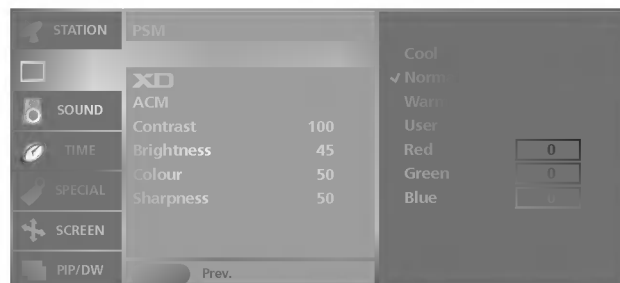 STATION
SOUND
TIME
SPECIAL
SCREEN
PIP/DW
PSM
XD
ACM
Contrast 100
Brightness 45
Colour 50
Sharpness 50
Prev.
Cool
✓ Norm
Warm
User
Red 0
Green 0
Blue 0